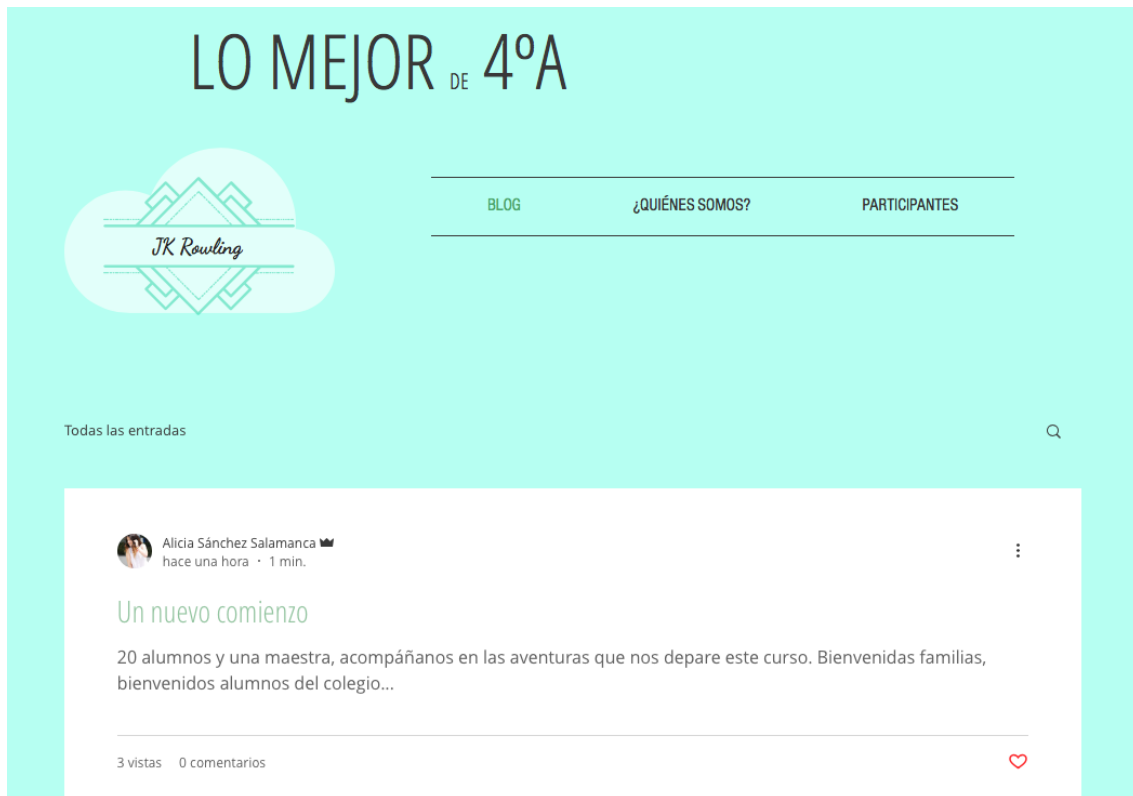 LO MEJOR DE 4ºA
JK Rowling
BLOG ¿QUIÉNES SOMOS? PARTICIPANTES
Todas las entradas
Alicia Sánchez Salamanca
hace una hora · 1 min.
Un nuevo comienzo
20 alumnos y una maestra, acompáñanos en las aventuras que nos depare este curso. Bienvenidas familias,
bienvenidos alumnos del colegio...
3 vistas 0 comentarios